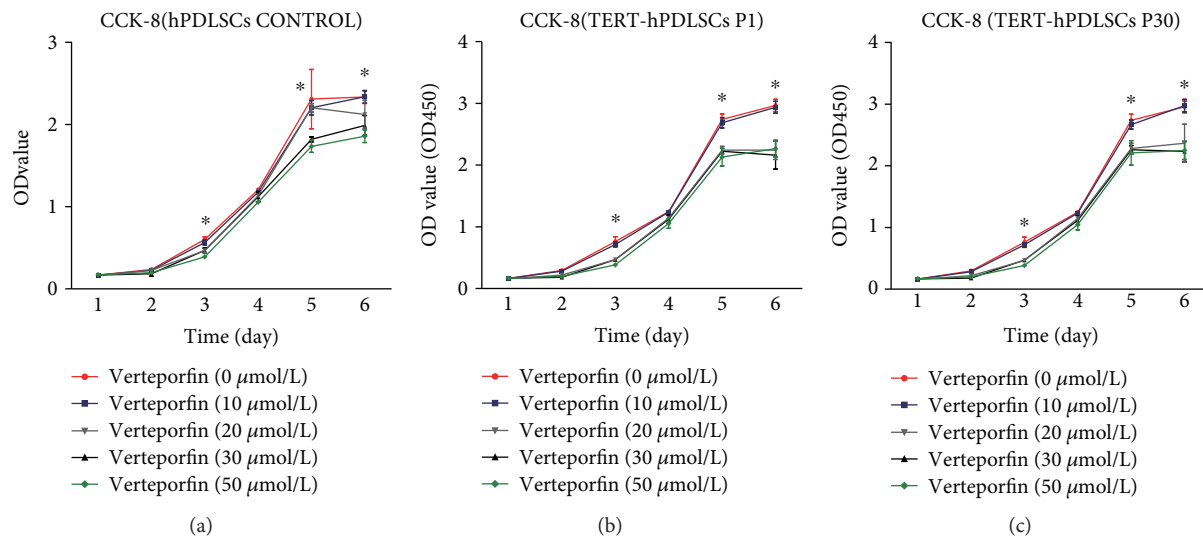 CCK-8(hPDLSCs CONTROL)
3
2
1
0
ODvalue
*
*
*
1 2 3 4 5 6
Time (day)
Verteporfin (0 μmol/L)
Verteporfin (10 μmol/L)
Verteporfin (20 μmol/L)
Verteporfin (30 μmol/L)
Verteporfin (50 μmol/L)
(a)
CCK-8(TERT-hPDLSCs P1)
4
3
2
1
0
OD value (OD450)
*
*
*
1 2 3 4 5 6
Time (day)
Verteporfin (0 μmol/L)
Verteporfin (10 μmol/L)
Verteporfin (20 μmol/L)
Verteporfin (30 μmol/L)
Verteporfin (50 μmol/L)
(b)
CCK-8 (TERT-hPDLSCs P30)
4
3
2
1
0
OD value (OD450)
*
*
*
1 2 3 4 5 6
Time (day)
Verteporfin (0 μmol/L)
Verteporfin (10 μmol/L)
Verteporfin (20 μmol/L)
Verteporfin (30 μmol/L)
Verteporfin (50 μmol/L)
(c)